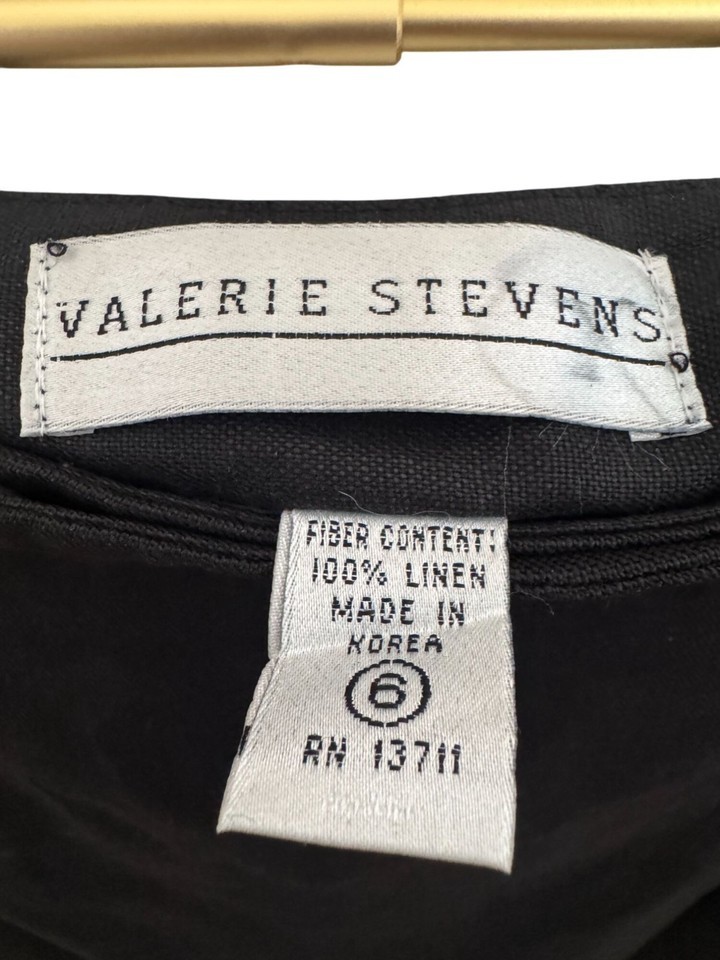 VALERIE STEVENS
FIBER CONTENT:
100% LINEN
MADE IN
KOREA
6
RN 13711